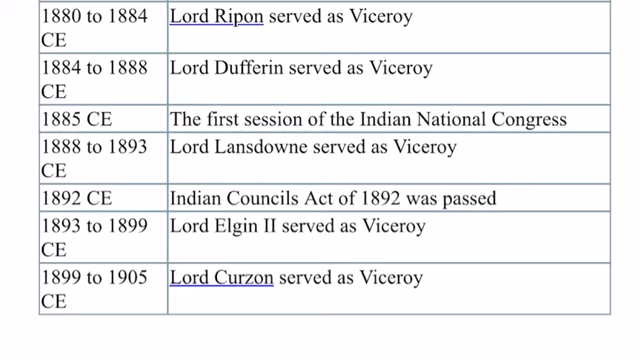 1880 to 1884 Lord Ripon served as Viceroy
CE
1884 to 1888 Lord Dufferin served as Viceroy
CE
1885 CE The first session of the Indian National Congress
1888 to 1893 Lord Lansdowne served as Viceroy
CE
1892 CE Indian Councils Act of 1892 was passed
1893 to 1899 Lord Elgin II served as Viceroy
CE
1899 to 1905 Lord Curzon served as Viceroy
CE